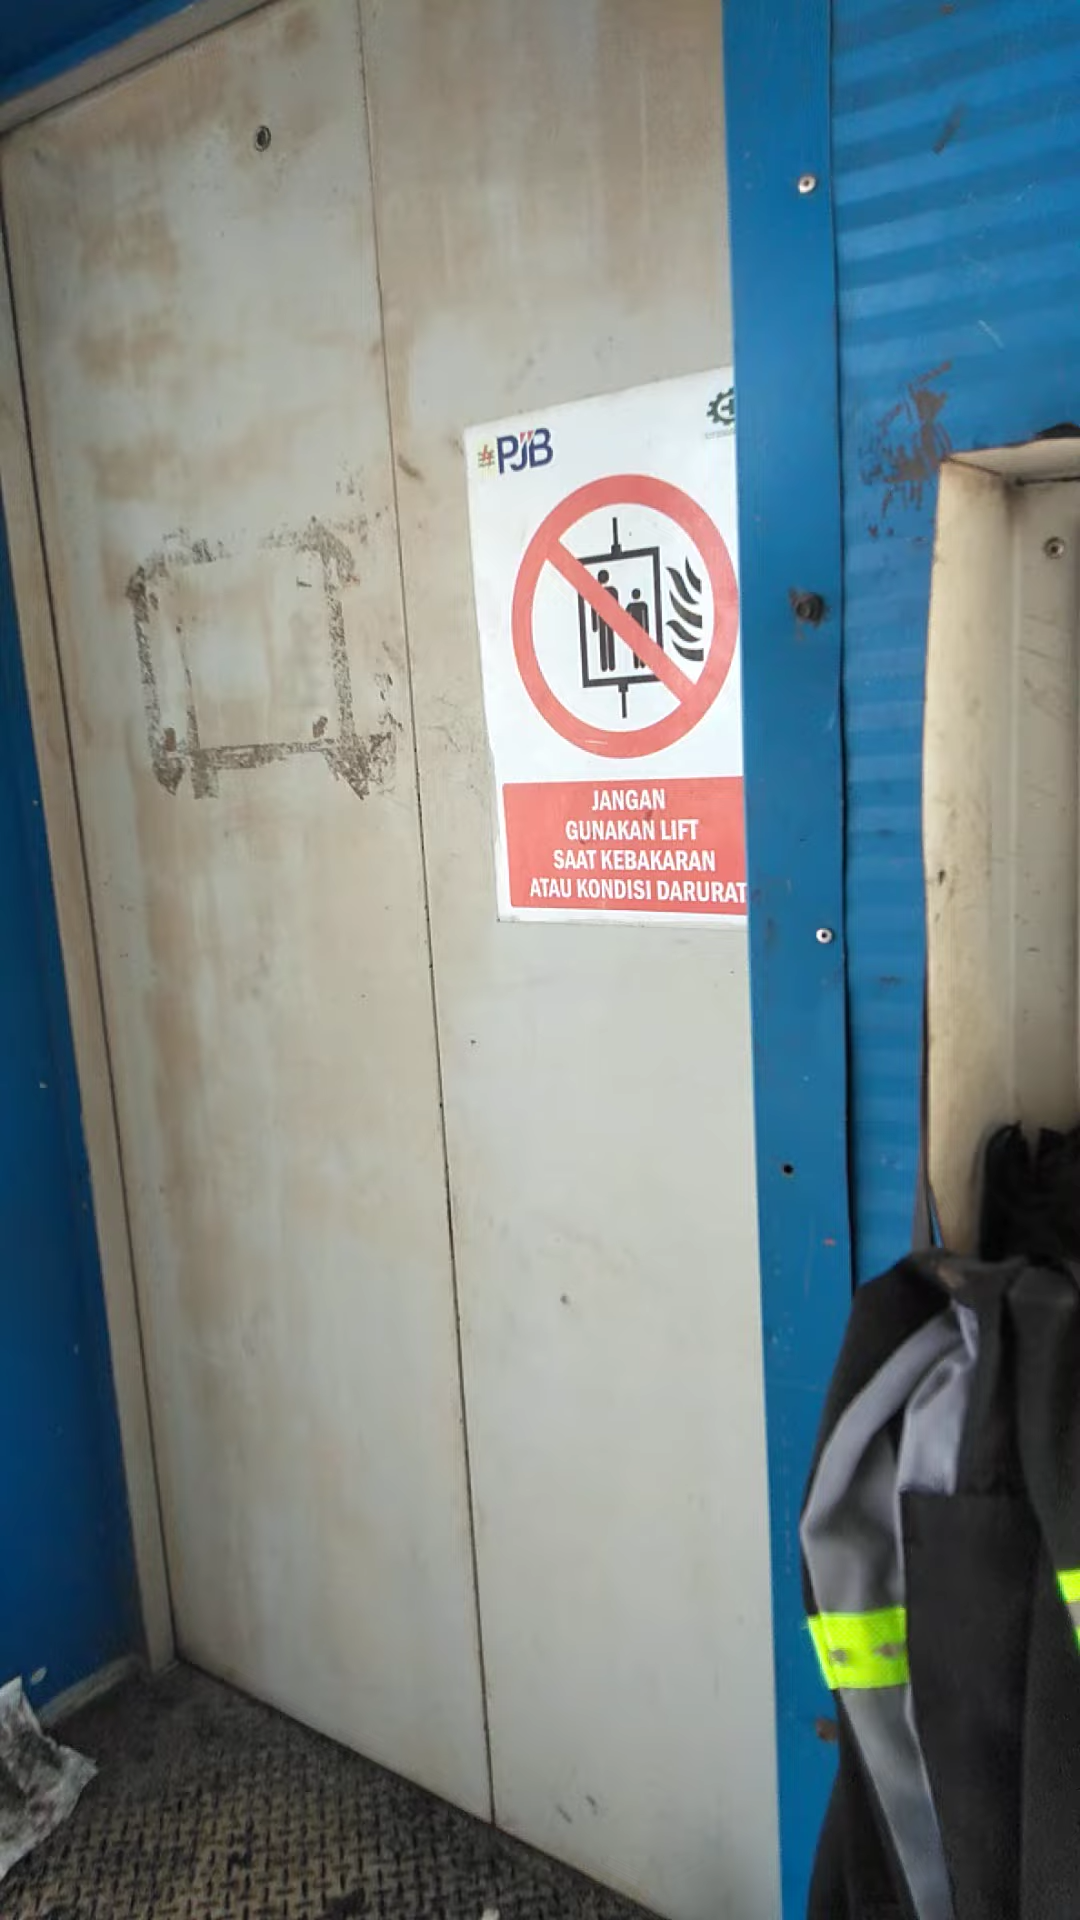 PJB
JANGAN
GUNAKAN LIFT
SAAT KEBAKARAN
ATAU KONDISI DARURAT